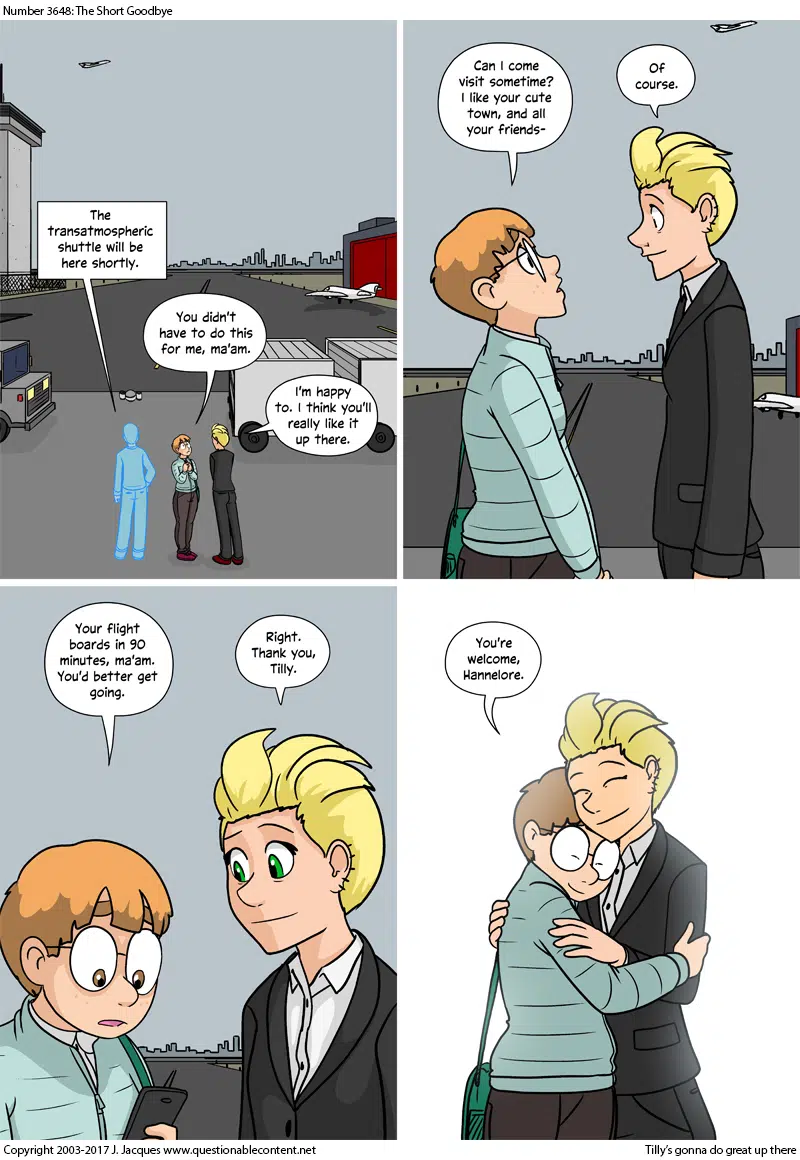 Number 3648: The Short Goodbye
The
transatmospheric
shuttle will be
here shortly.
You didn't
have to do this
for me, ma'am.
I'm happy
to. I think you'll
really like it
up there.
Can I come
visit sometime?
I like your cute
town, and all
your friends-
Of
course.
Your flight
boards in 90
minutes, ma'am.
You'd better get
going.
Right.
Thank you,
Tilly.
You're
welcome,
Hannelore.
Copyright 2003-2017 J. Jacques www.questionablecontent.net
Tilly's gonna do great up there